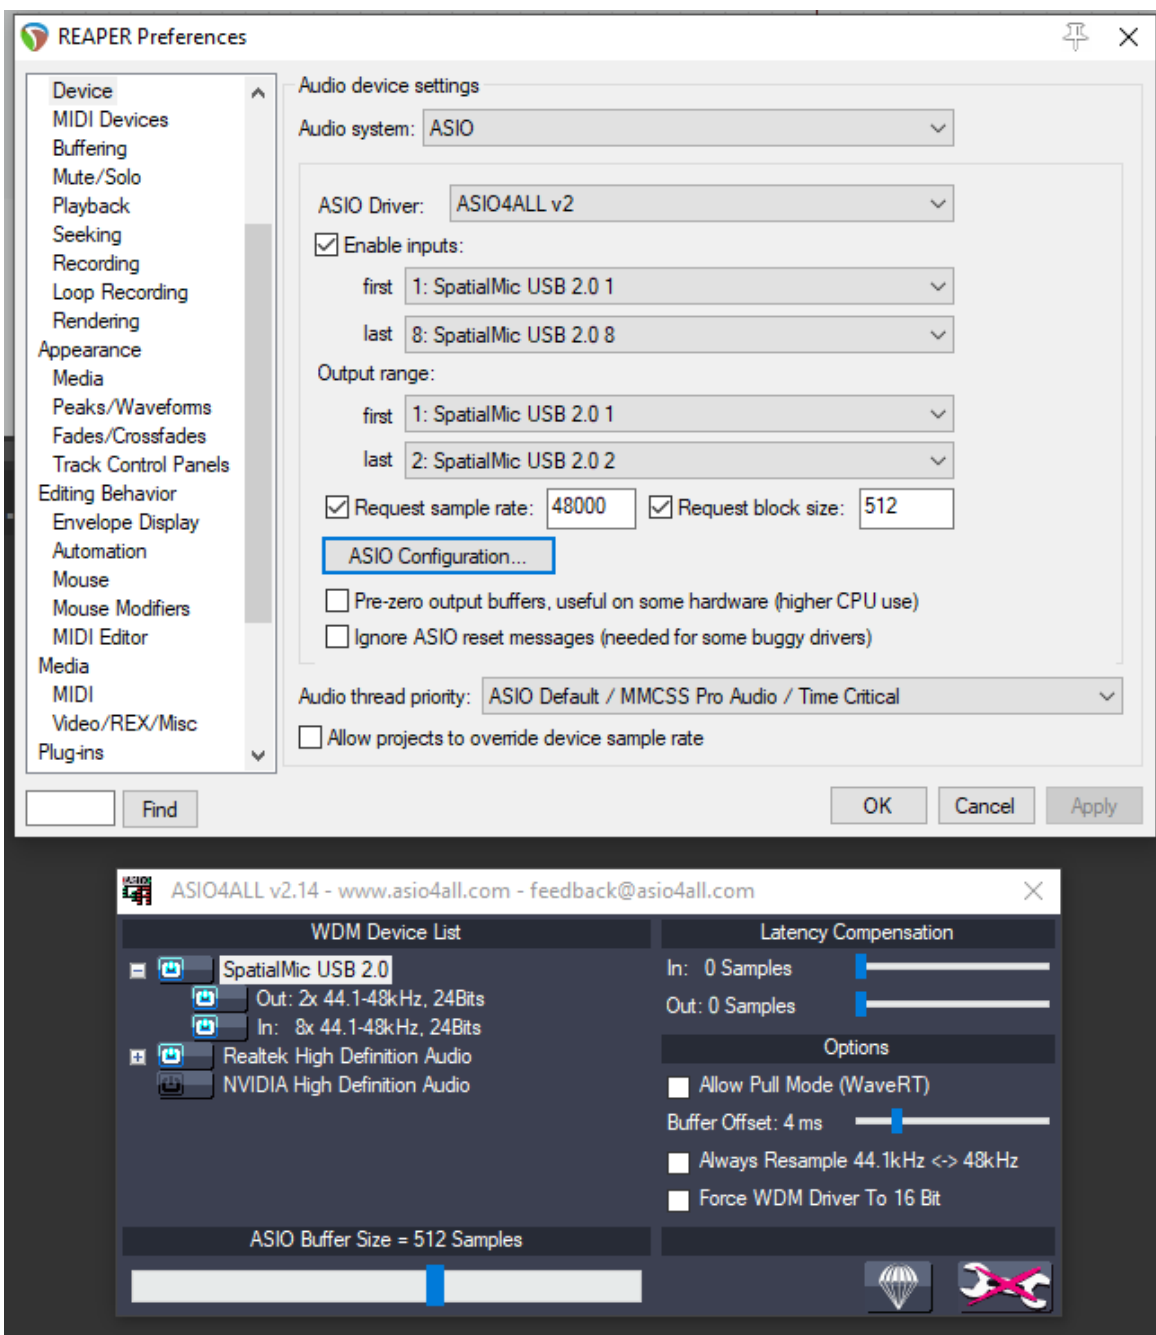 REAPER Preferences
Device
MIDI Devices
Buffering
Mute/Solo
Playback
Seeking
Recording
Loop Recording
Rendering
Appearance
Media
Peaks/Waveforms
Fades/Crossfades
Track Control Panels
Editing Behavior
Envelope Display
Automation
Mouse
Mouse Modifiers
MIDI Editor
Media
MIDI
Video/REX/Misc
Plug-ins
Find
Audio device settings
Audio system: ASIO
ASIO Driver: ASIO4ALL v2
Enable inputs:
first 1: SpatialMic USB 2.0 1
last 8: SpatialMic USB 2.0 8
Output range:
first 1: SpatialMic USB 2.0 1
last 2: SpatialMic USB 2.0 2
Request sample rate: 48000 Request block size: 512
ASIO Configuration...
Pre-zero output buffers, useful on some hardware (higher CPU use)
Ignore ASIO reset messages (needed for some buggy drivers)
Audio thread priority: ASIO Default / MMCSS Pro Audio / Time Critical
Allow projects to override device sample rate
OK Cancel Apply
ASIO4ALL v2.14 - www.asio4all.com - feedback@asio4all.com
WDM Device List
SpatialMic USB 2.0
Out: 2x 44.1-48kHz, 24Bits
In: 8x 44.1-48kHz, 24Bits
Realtek High Definition Audio
NVIDIA High Definition Audio
ASIO Buffer Size = 512 Samples
Latency Compensation
In: 0 Samples
Out: 0 Samples
Options
Allow Pull Mode (WaveRT)
Buffer Offset: 4 ms
Always Resample 44.1kHz <-> 48kHz
Force WDM Driver To 16 Bit